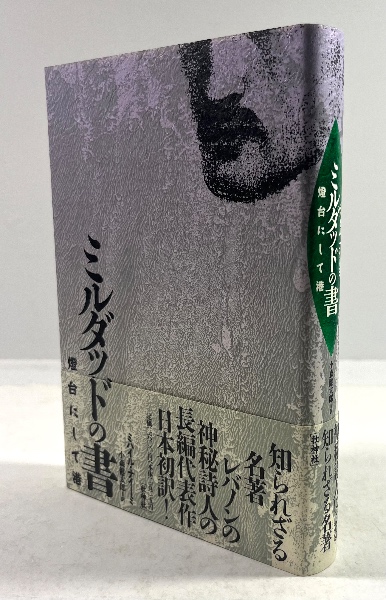 ミルダッドの書
燈台にして港
知られざる
名著
レバノンの
神秘詩人の
長編代表作
日本初訳!
ミルダッドの書
燈台にして港
壮神社
知られざる名著